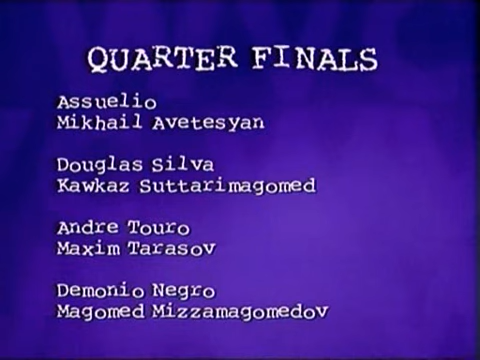 QUARTER FINALS
Assuelio
Mikhail Avetesyan
Douglas Silva
Kawkaz Suttarimagomed
Andre Touro
Maxim Tarasov
Demonio Negro
Magomed Mizzamagomedov